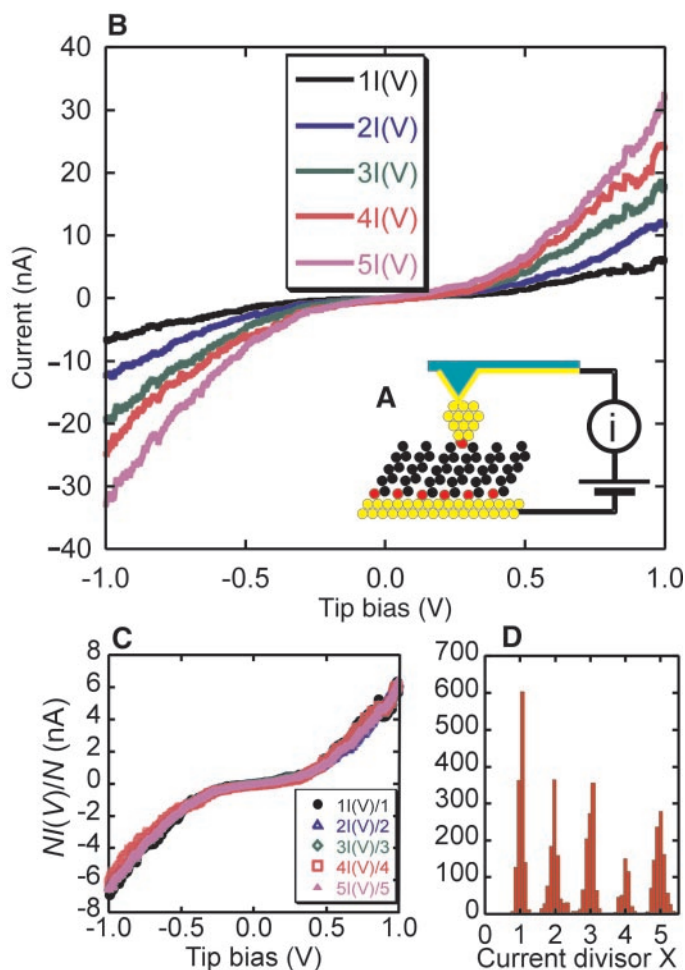 B
40
30
20
10
0
−10
−20
−30
−40
Current (nA)
1I(V)
2I(V)
3I(V)
4I(V)
5I(V)
A
i
-1.0
-0.5
0.0
0.5
1.0
Tip bias (V)
C
8
6
4
2
0
-2
-4
-6
-8
NI(V)/N (nA)
1I(V)/1
2I(V)/2
3I(V)/3
4I(V)/4
5I(V)/5
-1.0
-0.5
0.0
0.5
1.0
Tip bias (V)
D
700
600
500
400
300
200
100
0
0 1 2 3 4 5
Current divisor X